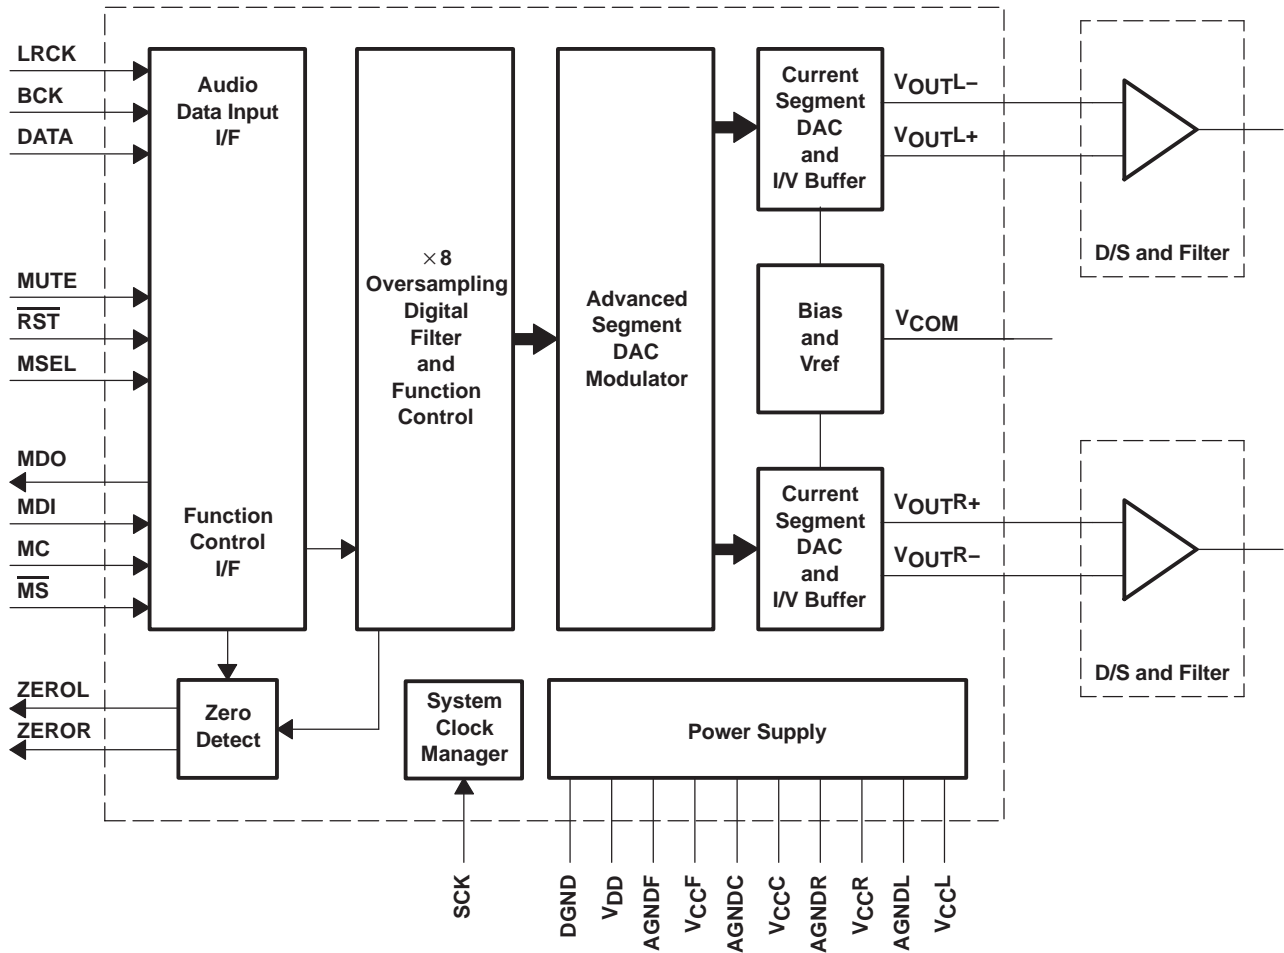 LRCK
BCK
DATA
MUTE
R̅S̅T̅
MSEL
MDO
MDI
MC
M̅S̅
ZEROL
ZEROR
Audio
Data Input
I/F
Function
Control
I/F
×8
Oversampling
Digital
Filter
and
Function
Control
Advanced
Segment
DAC
Modulator
Current
Segment
DAC
and
I/V Buffer
Bias
and
Vref
Current
Segment
DAC
and
I/V Buffer
VOUTL–
VOUTL+
VCOM
VOUTR+
VOUTR–
D/S and Filter
D/S and Filter
Zero
Detect
System
Clock
Manager
Power Supply
SCK
DGND
VDD
AGNDF
VCCF
AGNDC
VCCC
AGNDR
VCCR
AGNDL
VCCL